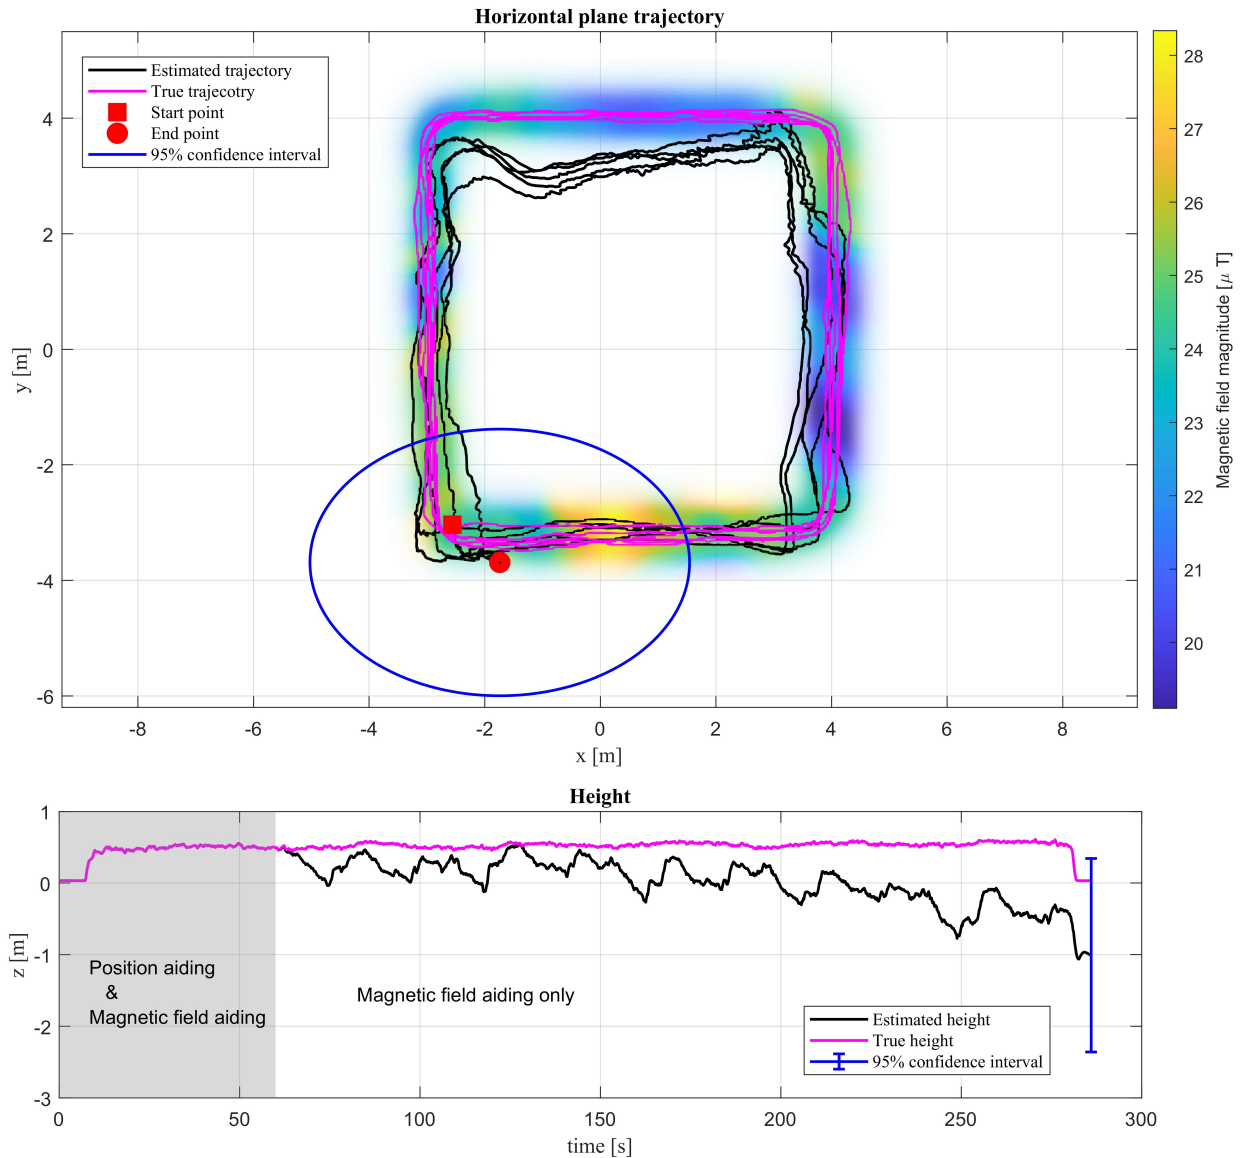 Horizontal plane trajectory
Estimated trajectory
True trajecotry
Start point
End point
95% confidence interval
4
2
0
-2
-4
-6
y [m]
-8
-6
-4
-2
0
2
4
6
8
x [m]
28
27
26
25
24
23
22
21
20
Magnetic field magnitude [μ T]
Height
1
0
-1
-2
-3
z [m]
Position aiding
&
Magnetic field aiding
Magnetic field aiding only
Estimated height
True height
95% confidence interval
0
50
100
150
200
250
300
time [s]